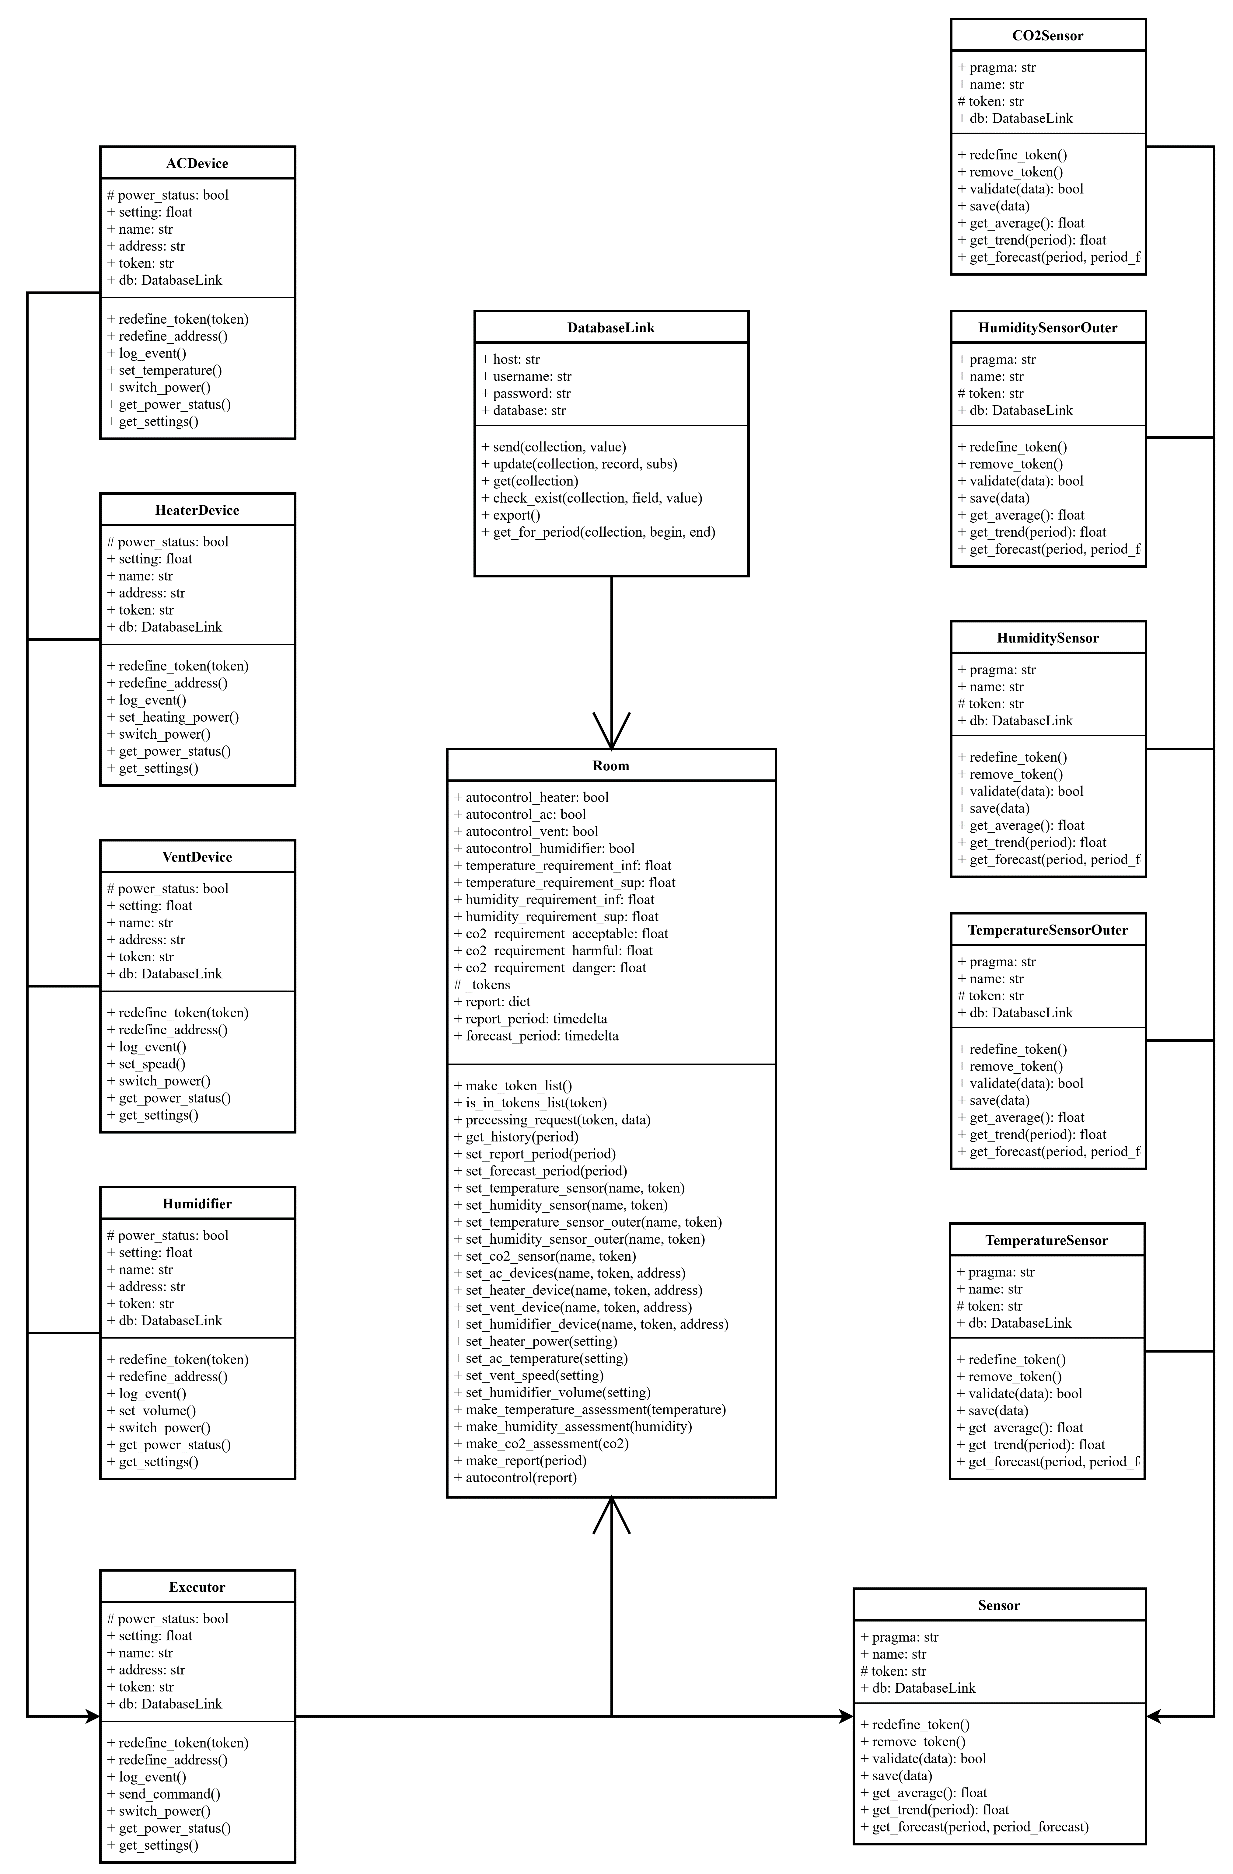 ACDevice
# power_status: bool
+ setting: float
+ name: str
+ address: str
+ token: str
+ db: DatabaseLink
+ redefine_token(token)
+ redefine_address()
+ log_event()
+ set_temperature()
+ switch_power()
+ get_power_status()
+ get_settings()
HeaterDevice
# power_status: bool
+ setting: float
+ name: str
+ address: str
+ token: str
+ db: DatabaseLink
+ redefine_token(token)
+ redefine_address()
+ log_event()
+ set_heating_power()
+ switch_power()
+ get_power_status()
+ get_settings()
VentDevice
# power_status: bool
+ setting: float
+ name: str
+ address: str
+ token: str
+ db: DatabaseLink
+ redefine_token(token)
+ redefine_address()
+ log_event()
+ set_spead()
+ switch_power()
+ get_power_status()
+ get_settings()
Humidifier
# power_status: bool
+ setting: float
+ name: str
+ address: str
+ token: str
+ db: DatabaseLink
+ redefine_token(token)
+ redefine_address()
+ log_event()
+ set_volume()
+ switch_power()
+ get_power_status()
+ get_settings()
Executor
# power_status: bool
+ setting: float
+ name: str
+ address: str
+ token: str
+ db: DatabaseLink
+ redefine_token(token)
+ redefine_address()
+ log_event()
+ send_command()
+ switch_power()
+ get_power_status()
+ get_settings()
DatabaseLink
+ host: str
+ username: str
+ password: str
+ database: str
+ send(collection, value)
+ update(collection, record, subs)
+ get(collection)
+ check_exist(collection, field, value)
+ export()
+ get_for_period(collection, begin, end)
Room
+ autocontrol_heater: bool
+ autocontrol_ac: bool
+ autocontrol_vent: bool
+ autocontrol_humidifier: bool
+ temperature_requirement_inf: float
+ temperature_requirement_sup: float
+ humidity_requirement_inf: float
+ humidity_requirement_sup: float
+ co2_requirement_acceptable: float
+ co2_requirement_harmful: float
+ co2_requirement_danger: float
# _tokens
+ report: dict
+ report_period: timedelta
+ forecast_period: timedelta
+ make_token_list()
+ is_in_tokens_list(token)
+ precessing_request(token, data)
+ get_history(period)
+ set_report_period(period)
+ set_forecast_period(period)
+ set_temperature_sensor(name, token)
+ set_humidity_sensor(name, token)
+ set_temperature_sensor_outer(name, token)
+ set_humidity_sensor_outer(name, token)
+ set_co2_sensor(name, token)
+ set_ac_devices(name, token, address)
+ set_heater_device(name, token, address)
+ set_vent_device(name, token, address)
+ set_humidifier_device(name, token, address)
+ set_heater_power(setting)
+ set_ac_temperature(setting)
+ set_vent_speed(setting)
+ set_humidifier_volume(setting)
+ make_temperature_assessment(temperature)
+ make_humidity_assessment(humidity)
+ make_co2_assessment(co2)
+ make_report(period)
+ autocontrol(report)
CO2Sensor
+ pragma: str
+ name: str
# token: str
+ db: DatabaseLink
+ redefine_token()
+ remove_token()
+ validate(data): bool
+ save(data)
+ get_average(): float
+ get_trend(period): float
+ get_forecast(period, period_f
HumiditySensorOuter
+ pragma: str
+ name: str
# token: str
+ db: DatabaseLink
+ redefine_token()
+ remove_token()
+ validate(data): bool
+ save(data)
+ get_average(): float
+ get_trend(period): float
+ get_forecast(period, period_f
HumiditySensor
+ pragma: str
+ name: str
# token: str
+ db: DatabaseLink
+ redefine_token()
+ remove_token()
+ validate(data): bool
+ save(data)
+ get_average(): float
+ get_trend(period): float
+ get_forecast(period, period_f
TemperatureSensorOuter
+ pragma: str
+ name: str
# token: str
+ db: DatabaseLink
+ redefine_token()
+ remove_token()
+ validate(data): bool
+ save(data)
+ get_average(): float
+ get_trend(period): float
+ get_forecast(period, period_f
TemperatureSensor
+ pragma: str
+ name: str
# token: str
+ db: DatabaseLink
+ redefine_token()
+ remove_token()
+ validate(data): bool
+ save(data)
+ get_average(): float
+ get_trend(period): float
+ get_forecast(period, period_f
Sensor
+ pragma: str
+ name: str
# token: str
+ db: DatabaseLink
+ redefine_token()
+ remove_token()
+ validate(data): bool
+ save(data)
+ get_average(): float
+ get_trend(period): float
+ get_forecast(period, period_forecast)